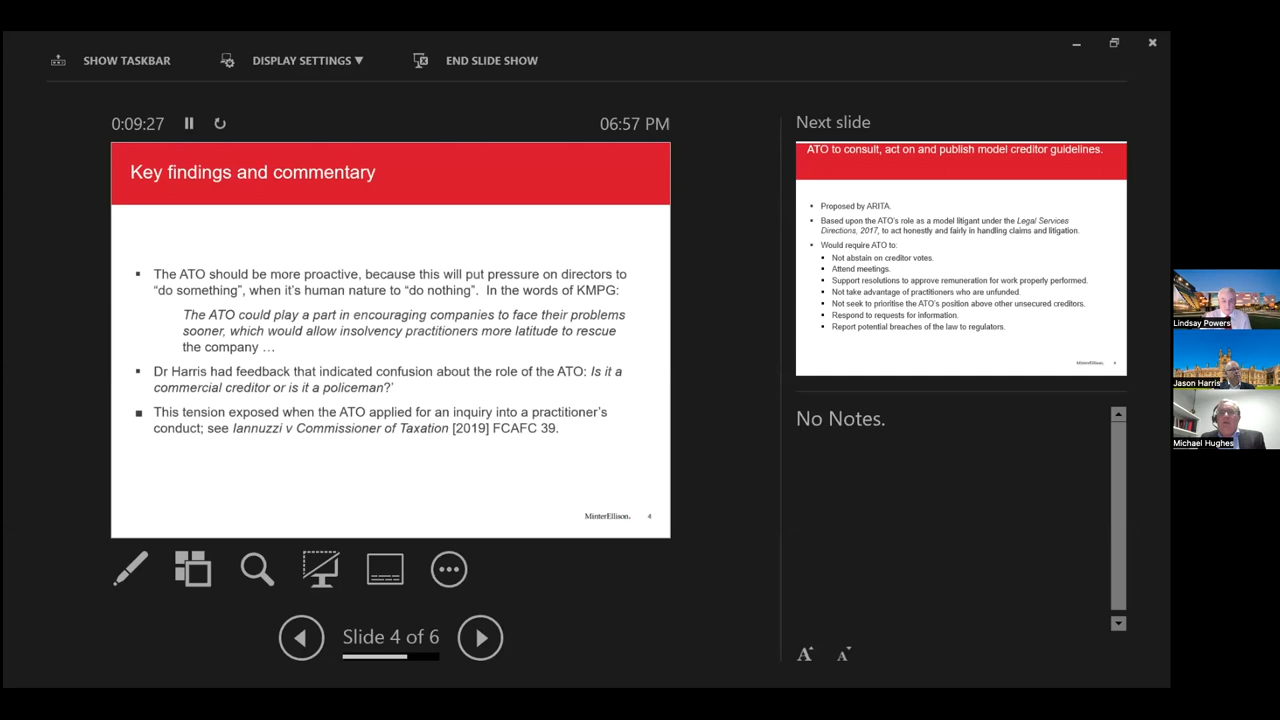 SHOW TASKBAR
DISPLAY SETTINGS ▼
END SLIDE SHOW
0:09:27
06:57 PM
Key findings and commentary
▪ The ATO should be more proactive, because this will put pressure on directors to
“do something”, when it’s human nature to “do nothing”. In the words of KMPG:
The ATO could play a part in encouraging companies to face their problems
sooner, which would allow insolvency practitioners more latitude to rescue
the company …
▪ Dr Harris had feedback that indicated confusion about the role of the ATO: Is it a
commercial creditor or is it a policeman?’
▪ This tension exposed when the ATO applied for an inquiry into a practitioner’s
conduct; see Iannuzzi v Commissioner of Taxation [2019] FCAFC 39.
MinterEllison. 4
Slide 4 of 6
Next slide
ATO to consult, act on and publish model creditor guidelines.
▪ Proposed by ARITA.
▪ Based upon the ATO’s role as a model litigant under the Legal Services
Directions, 2017, to act honestly and fairly in handling claims and litigation.
▪ Would require ATO to:
▪ Not abstain on creditor votes.
▪ Attend meetings.
▪ Support resolutions to approve remuneration for work properly performed.
▪ Not take advantage of practitioners who are unfunded.
▪ Not seek to prioritise the ATO’s position above other unsecured creditors.
▪ Respond to requests for information.
▪ Report potential breaches of the law to regulators.
MinterEllison.
No Notes.
A A
Lindsay Powers
Jason Harris
Michael Hughes